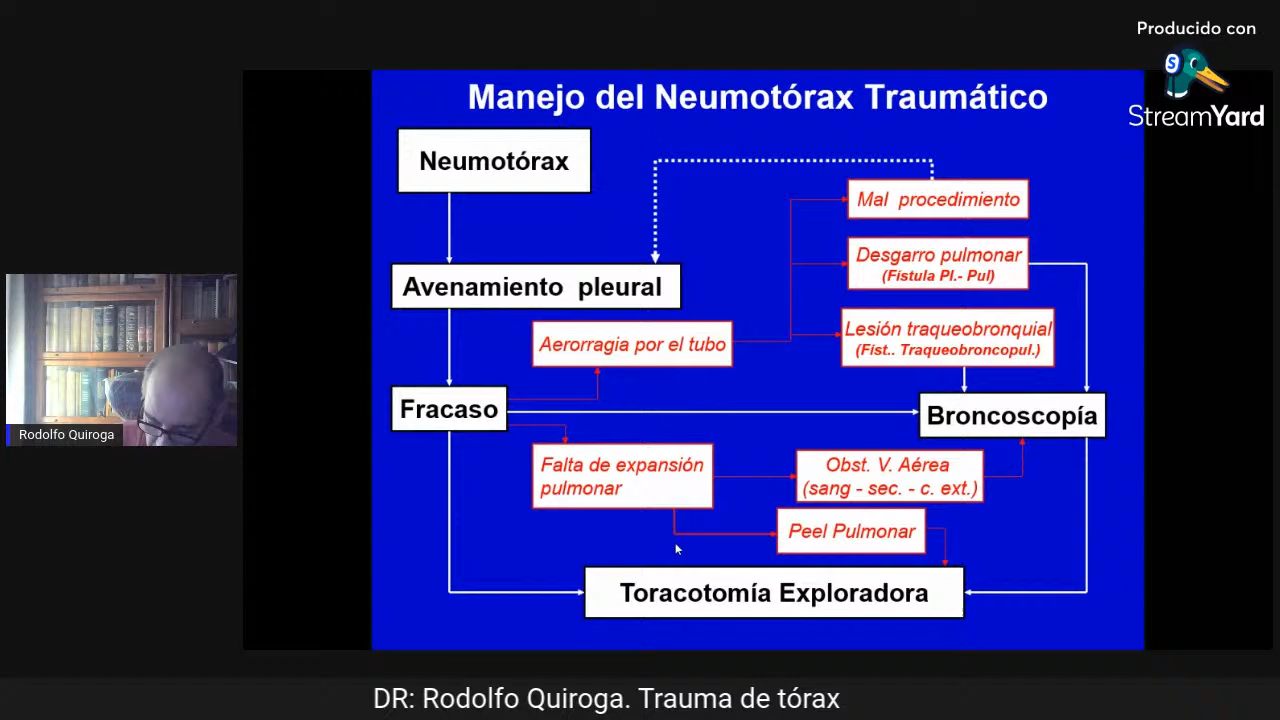 Producido con
StreamYard
Manejo del Neumotórax Traumático
Neumotórax
Mal procedimiento
Desgarro pulmonar
(Fistula Pl.- Pul)
Avenamiento pleural
Lesión traqueobronquial
(Fist.. Traqueobroncopul.)
Aerorragia por el tubo
Fracaso
Broncoscopía
Falta de expansión
pulmonar
Obst. V. Aérea
(sang - sec. - c. ext.)
Peel Pulmonar
Toracotomía Exploradora
Rodolfo Quiroga
DR: Rodolfo Quiroga. Trauma de tórax